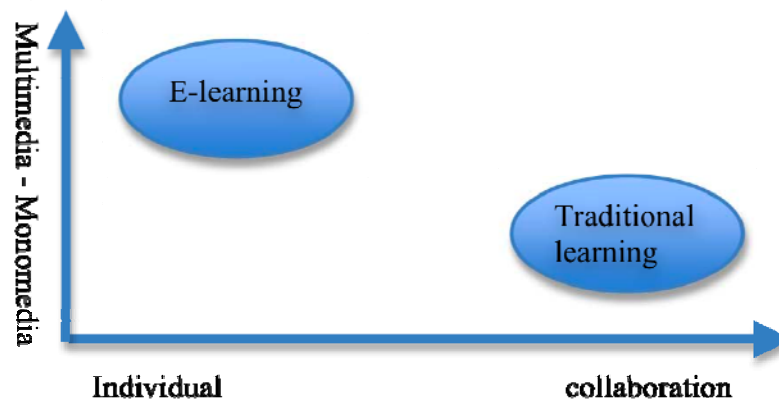 Multimedia - Monomedia
E-learning
Traditional
learning
Individual
collaboration